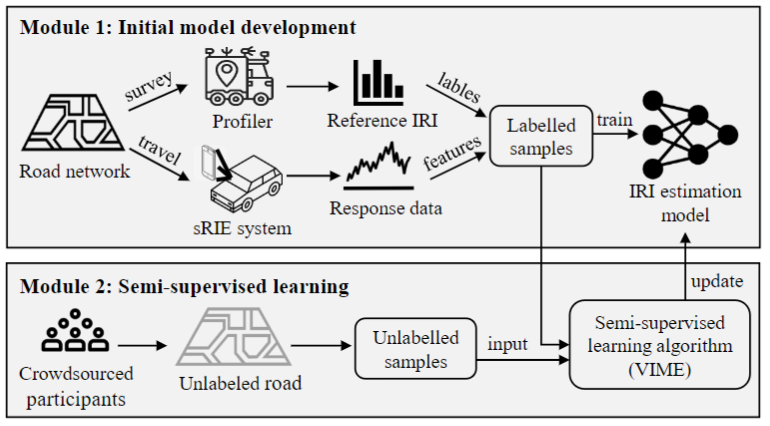 Module 1: Initial model development
survey
Profiler
Reference IRI
lables
Road network
travel
sRIE system
Response data
features
Labelled
samples
train
IRI estimation
model
Module 2: Semi-supervised learning
update
Crowdsourced
participants
Unlabeled road
Unlabelled
samples
input
Semi-supervised
learning algorithm
(VIME)